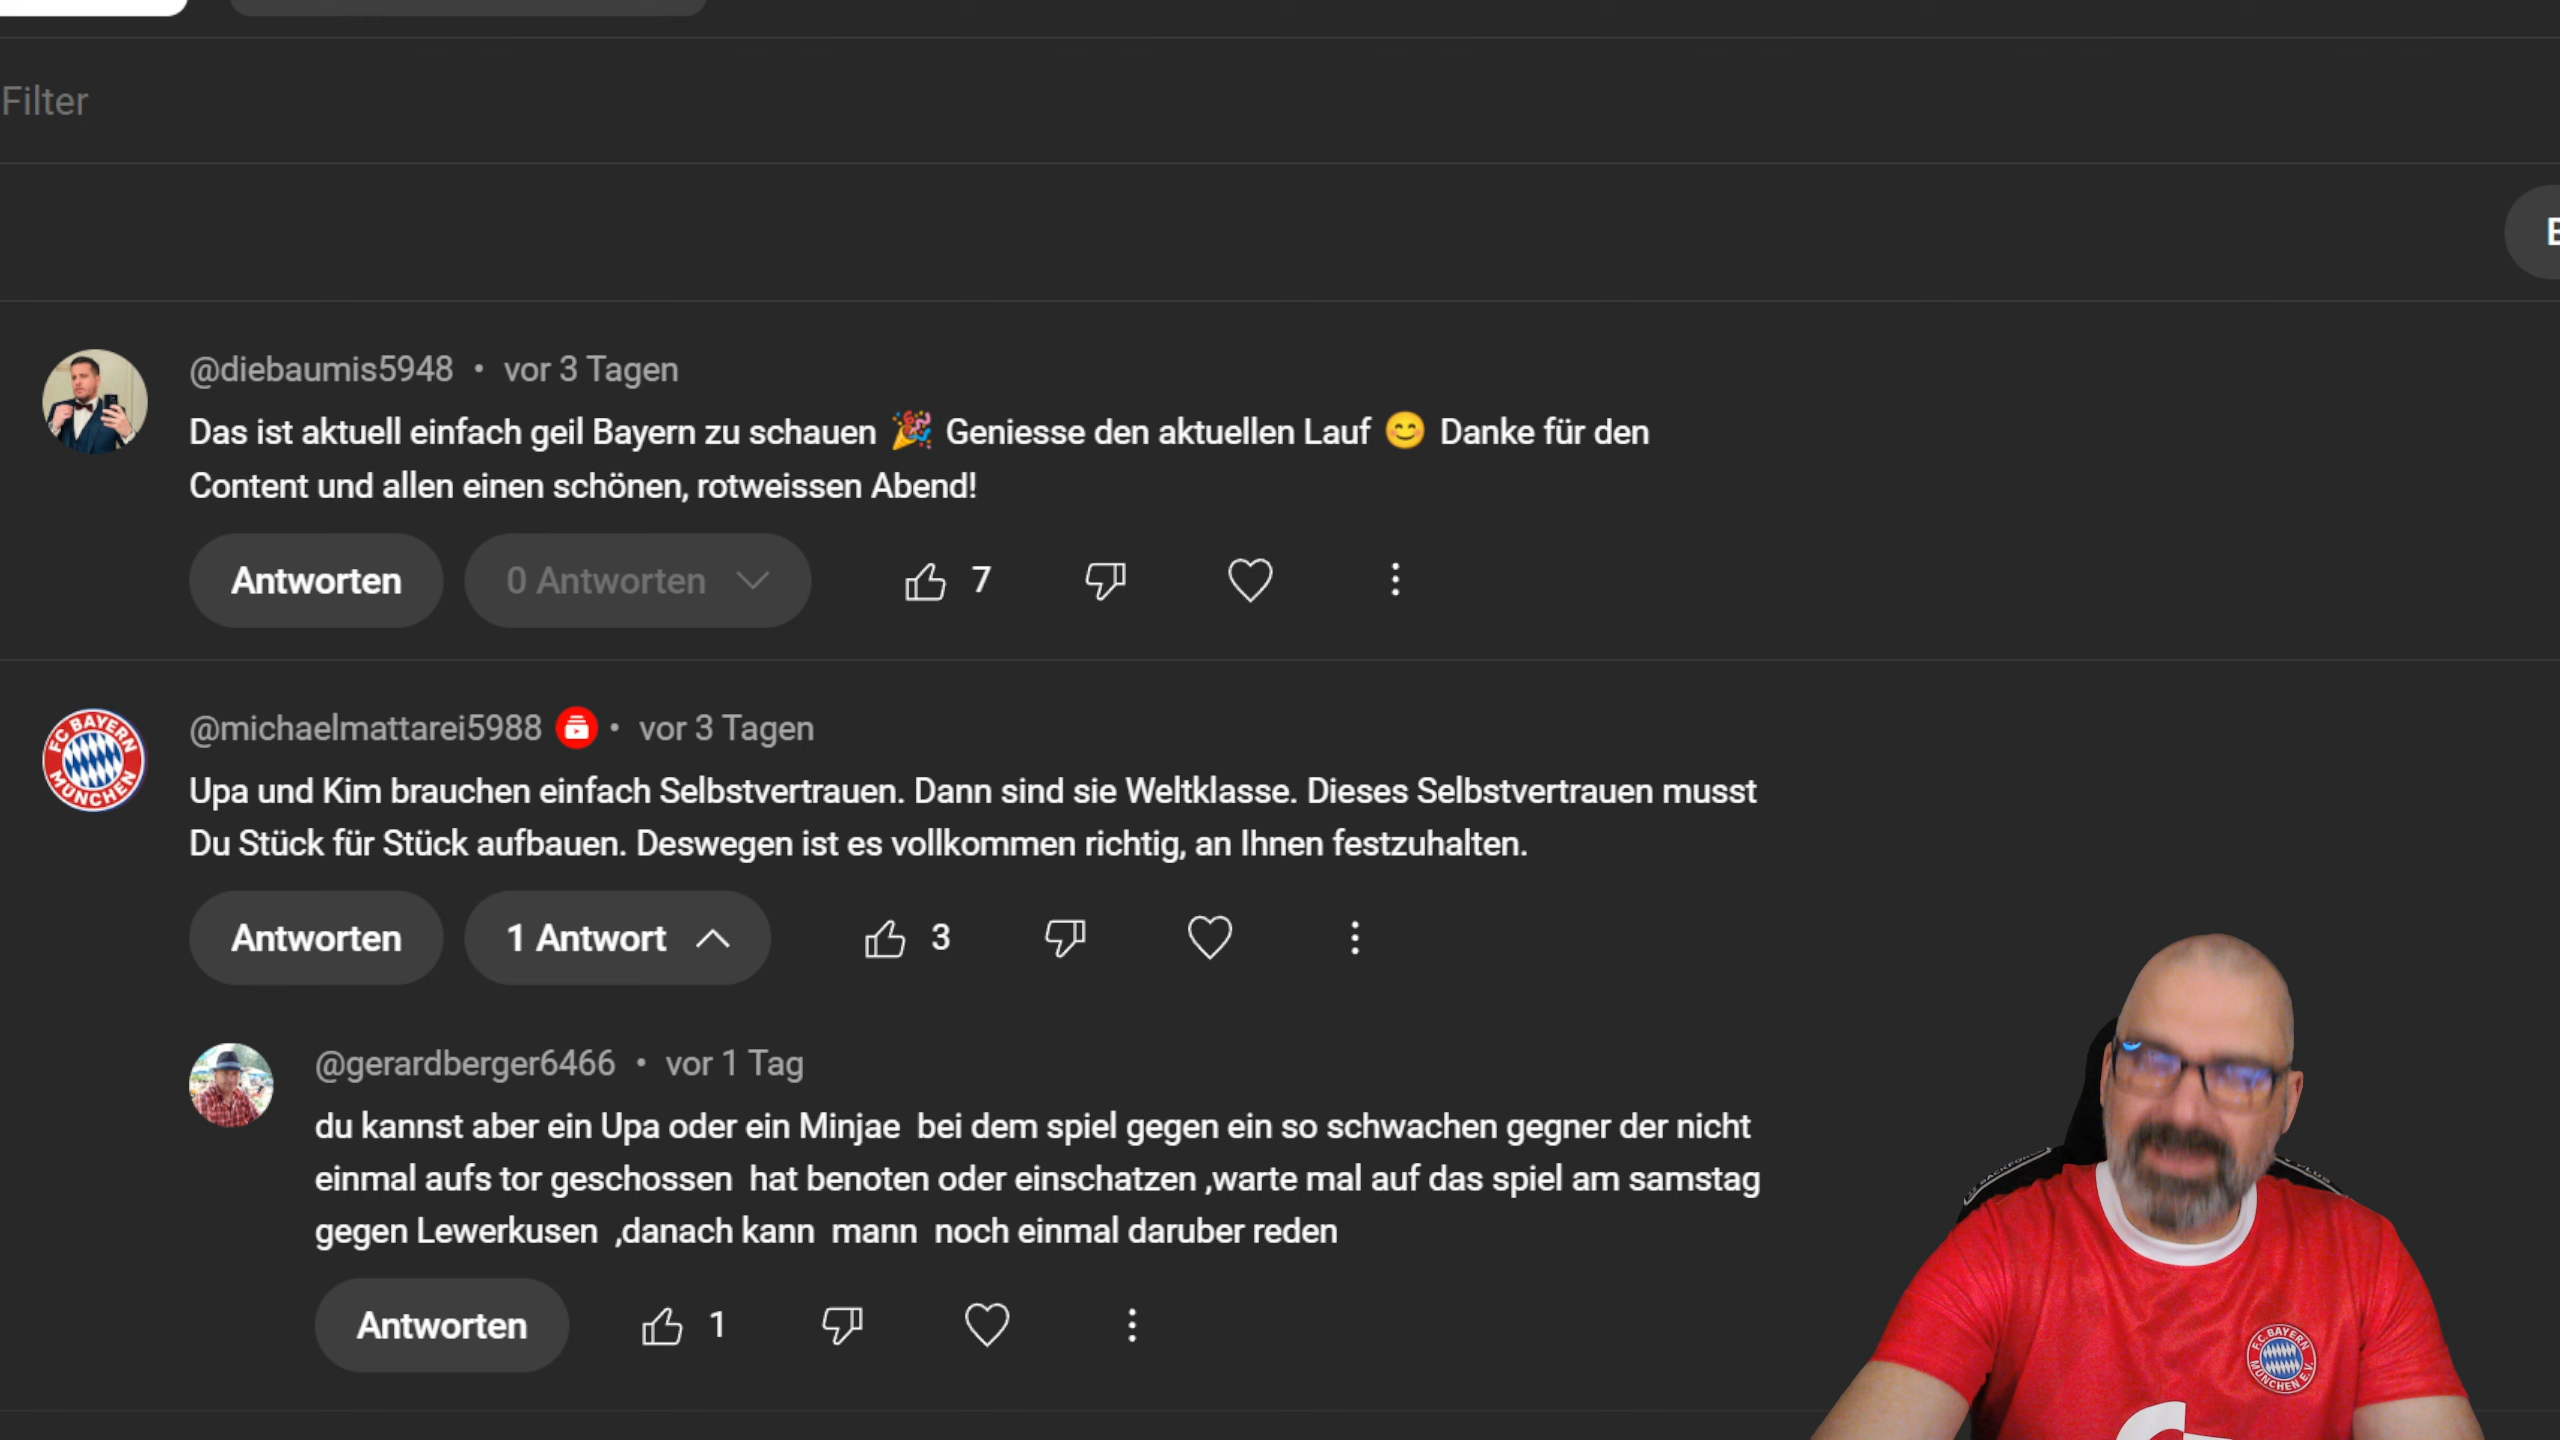 Filter
@diebaumis5948 • vor 3 Tagen
Das ist aktuell einfach geil Bayern zu schauen 🎉 Geniesse den aktuellen Lauf 😊 Danke für den
Content und allen einen schönen, rotweissen Abend!
Antworten
0 Antworten
7
@michaelmattarei5988 • vor 3 Tagen
FC BAYERN MÜNCHEN
Upa und Kim brauchen einfach Selbstvertrauen. Dann sind sie Weltklasse. Dieses Selbstvertrauen musst
Du Stück für Stück aufbauen. Deswegen ist es vollkommen richtig, an Ihnen festzuhalten.
Antworten
1 Antwort
3
@gerardberger6466 • vor 1 Tag
du kannst aber ein Upa oder ein Minjae  bei dem spiel gegen ein so schwachen gegner der nicht
einmal aufs tor geschossen  hat benoten oder einschatzen ,warte mal auf das spiel am samstag
gegen Lewerkusen  ,danach kann  mann  noch einmal daruber reden
Antworten
1
F.C. BAYERN MÜNCHEN E.V.